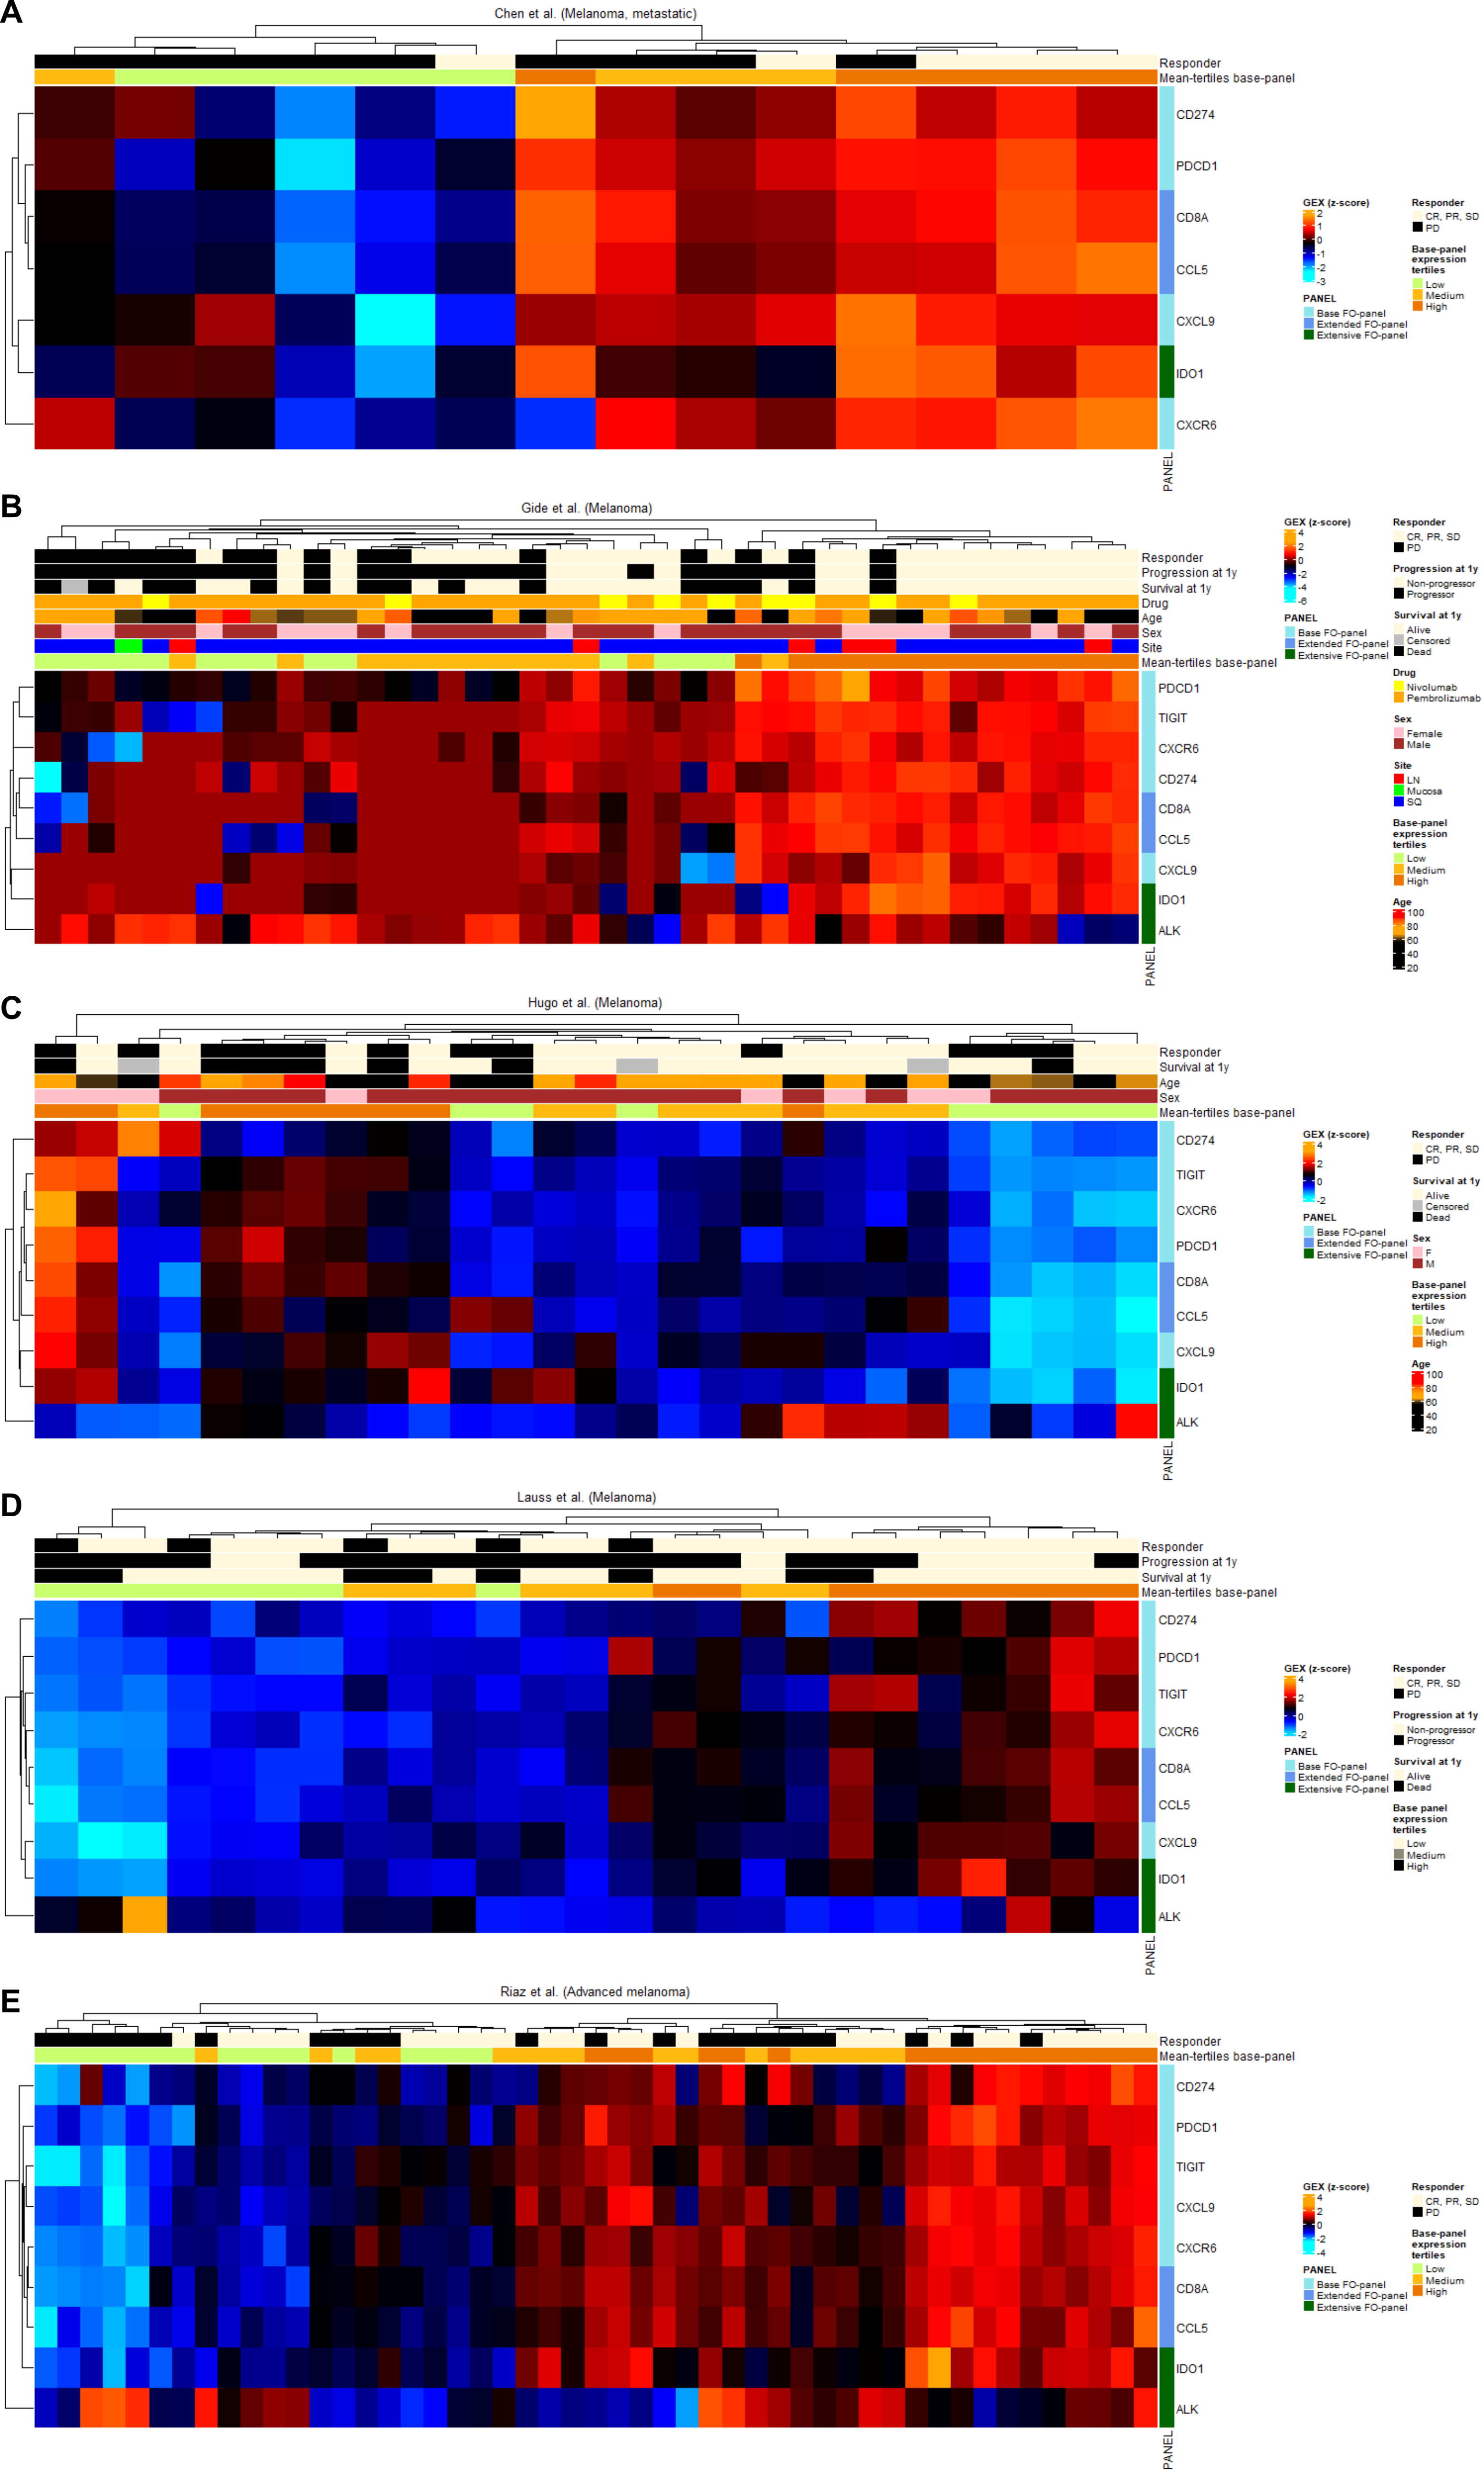 A
Chen et al. (Melanoma, metastatic)
Responder
Mean-tertiles base-panel
CD274
PDCD1
CD8A
CCL5
CXCL9
IDO1
CXCR6
PANEL
GEX (z-score)
2
1
0
-1
-2
-3
PANEL
Base FO-panel
Extended FO-panel
Extensive FO-panel
Responder
CR, PR, SD
PD
Base-panel
expression
tertiles
Low
Medium
High
B
Gide et al. (Melanoma)
Responder
Progression at 1y
Survival at 1y
Drug
Age
Sex
Site
Mean-tertiles base-panel
PDCD1
TIGIT
CXCR6
CD274
CD8A
CCL5
CXCL9
IDO1
ALK
PANEL
GEX (z-score)
4
2
0
-2
-4
-6
PANEL
Base FO-panel
Extended FO-panel
Extensive FO-panel
Responder
CR, PR, SD
PD
Progression at 1y
Non-progressor
Progressor
Survival at 1y
Alive
Censored
Dead
Drug
Nivolumab
Pembrolizumab
Sex
Female
Male
Site
LN
Mucosa
SQ
Base-panel
expression
tertiles
Low
Medium
High
Age
100
80
60
40
20
C
Hugo et al. (Melanoma)
Responder
Survival at 1y
Age
Sex
Mean-tertiles base-panel
CD274
TIGIT
CXCR6
PDCD1
CD8A
CCL5
CXCL9
IDO1
ALK
PANEL
GEX (z-score)
4
2
0
-2
PANEL
Base FO-panel
Extended FO-panel
Extensive FO-panel
Responder
CR, PR, SD
PD
Survival at 1y
Alive
Censored
Dead
Sex
F
M
Base-panel
expression
tertiles
Low
Medium
High
Age
100
80
60
40
20
D
Lauss et al. (Melanoma)
Responder
Progression at 1y
Survival at 1y
Mean-tertiles base-panel
CD274
PDCD1
TIGIT
CXCR6
CD8A
CCL5
CXCL9
IDO1
ALK
PANEL
GEX (z-score)
4
2
0
-2
PANEL
Base FO-panel
Extended FO-panel
Extensive FO-panel
Responder
CR, PR, SD
PD
Progression at 1y
Non-progressor
Progressor
Survival at 1y
Alive
Dead
Base panel
expression
tertiles
Low
Medium
High
E
Riaz et al. (Advanced melanoma)
Responder
Mean-tertiles base-panel
CD274
PDCD1
TIGIT
CXCL9
CXCR6
CD8A
CCL5
IDO1
ALK
PANEL
GEX (z-score)
4
2
0
-2
-4
PANEL
Base FO-panel
Extended FO-panel
Extensive FO-panel
Responder
CR, PR, SD
PD
Base-panel
expression
tertiles
Low
Medium
High